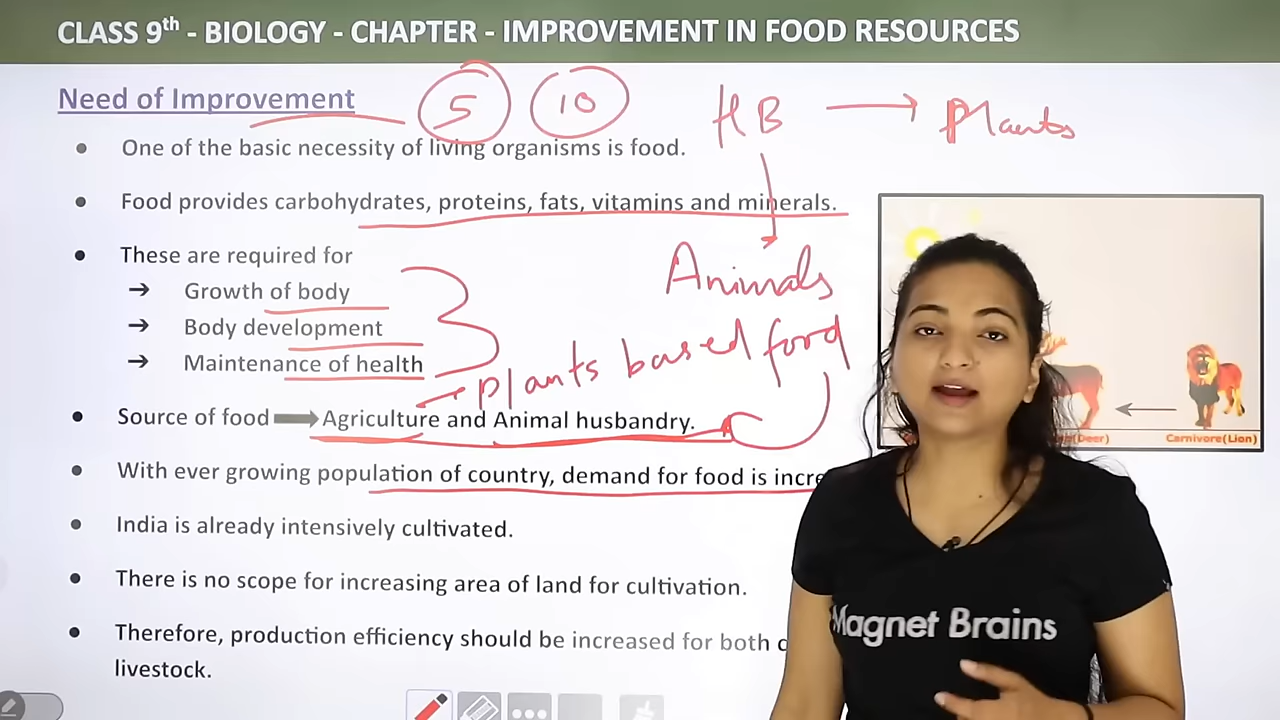 CLASS 9th - BIOLOGY - CHAPTER - IMPROVEMENT IN FOOD RESOURCES
Need of Improvement
5 10 HB → Plants
• One of the basic necessity of living organisms is food.
• Food provides carbohydrates, proteins, fats, vitamins and minerals.
• These are required for
→ Growth of body
→ Body development
→ Maintenance of health
Animals
plants based food
• Source of food → Agriculture and Animal husbandry.
• With ever growing population of country, demand for food is
• India is already intensively cultivated.
• There is no scope for increasing area of land for cultivation.
• Therefore, production efficiency should be increased for both
livestock.
(Deer) Carnivore(Lion)
Magnet Brains